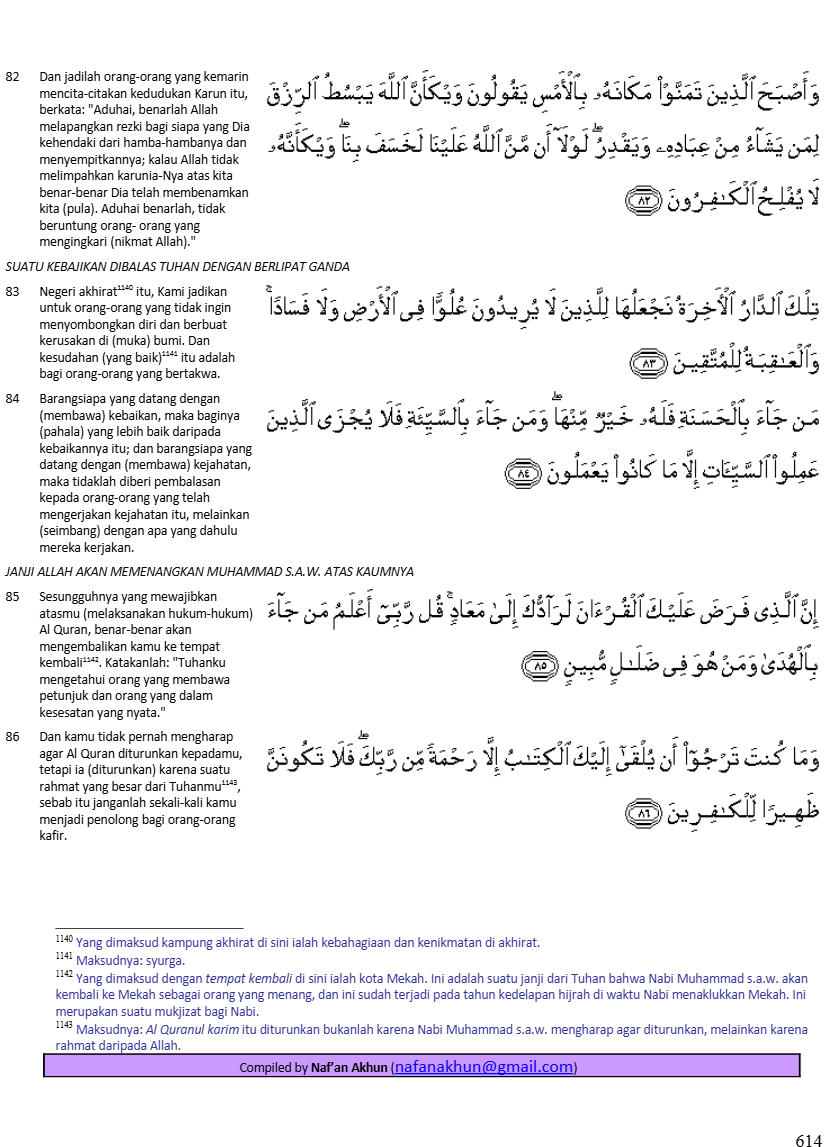 82 Dan jadilah orang-orang yang kemarin
mencita-citakan kedudukan Karun itu,
berkata: "Aduhai, benarlah Allah
melapangkan rezki bagi siapa yang Dia
kehendaki dari hamba-hambanya dan
menyempitkannya; kalau Allah tidak
melimpahkan karunia-Nya atas kita
benar-benar Dia telah membenamkan
kita (pula). Aduhai benarlah, tidak
beruntung orang- orang yang
mengingkari (nikmat Allah)."
وَأَصْبَحَ ٱلَّذِينَ تَمَنَّوْا۟ مَكَانَهُۥ بِٱلْأَمْسِ يَقُولُونَ وَيْكَأَنَّ ٱللَّهَ يَبْسُطُ ٱلرِّزْقَ
لِمَن يَشَآءُ مِنْ عِبَادِهِۦ وَيَقْدِرُ ۖ لَوْلَآ أَن مَّنَّ ٱللَّهُ عَلَيْنَا لَخَسَفَ بِنَا ۖ وَيْكَأَنَّهُۥ
لَا يُفْلِحُ ٱلْكَـٰفِرُونَ ٨٢
SUATU KEBAJIKAN DIBALAS TUHAN DENGAN BERLIPAT GANDA
83 Negeri akhirat1140 itu, Kami jadikan
untuk orang-orang yang tidak ingin
menyombongkan diri dan berbuat
kerusakan di (muka) bumi. Dan
kesudahan (yang baik)1141 itu adalah
bagi orang-orang yang bertakwa.
تِلْكَ ٱلدَّارُ ٱلْأَخِرَةُ نَجْعَلُهَا لِلَّذِينَ لَا يُرِيدُونَ عُلُوًّا فِى ٱلْأَرْضِ وَلَا فَسَادًا ۚ
وَٱلْعَـٰقِبَةُ لِلْمُتَّقِينَ ٨٣
84 Barangsiapa yang datang dengan
(membawa) kebaikan, maka baginya
(pahala) yang lebih baik daripada
kebaikannya itu; dan barangsiapa yang
datang dengan (membawa) kejahatan,
maka tidaklah diberi pembalasan
kepada orang-orang yang telah
mengerjakan kejahatan itu, melainkan
(seimbang) dengan apa yang dahulu
mereka kerjakan.
مَن جَآءَ بِٱلْحَسَنَةِ فَلَهُۥ خَيْرٌ مِّنْهَا ۖ وَمَن جَآءَ بِٱلسَّيِّئَةِ فَلَا يُجْزَى ٱلَّذِينَ
عَمِلُوا۟ ٱلسَّيِّـَٔاتِ إِلَّا مَا كَانُوا۟ يَعْمَلُونَ ٨٤
JANJI ALLAH AKAN MEMENANGKAN MUHAMMAD S.A.W. ATAS KAUMNYA
85 Sesungguhnya yang mewajibkan
atasmu (melaksanakan hukum-hukum)
Al Quran, benar-benar akan
mengembalikan kamu ke tempat
kembali1142. Katakanlah: "Tuhanku
mengetahui orang yang membawa
petunjuk dan orang yang dalam
kesesatan yang nyata."
إِنَّ ٱلَّذِى فَرَضَ عَلَيْكَ ٱلْقُرْءَانَ لَرَآدُّكَ إِلَىٰ مَعَادٍ ۚ قُل رَّبِّىٓ أَعْلَمُ مَن جَآءَ
بِٱلْهُدَىٰ وَمَنْ هُوَ فِى ضَلَـٰلٍ مُّبِينٍ ٨٥
86 Dan kamu tidak pernah mengharap
agar Al Quran diturunkan kepadamu,
tetapi ia (diturunkan) karena suatu
rahmat yang besar dari Tuhanmu1143,
sebab itu janganlah sekali-kali kamu
menjadi penolong bagi orang-orang
kafir.
وَمَا كُنتَ تَرْجُوٓا۟ أَن يُلْقَىٰٓ إِلَيْكَ ٱلْكِتَـٰبُ إِلَّا رَحْمَةً مِّن رَّبِّكَ ۖ فَلَا تَكُونَنَّ
ظَهِيرًا لِّلْكَـٰفِرِينَ ٨٦
1140 Yang dimaksud kampung akhirat di sini ialah kebahagiaan dan kenikmatan di akhirat.
1141 Maksudnya: syurga.
1142 Yang dimaksud dengan tempat kembali di sini ialah kota Mekah. Ini adalah suatu janji dari Tuhan bahwa Nabi Muhammad s.a.w. akan
kembali ke Mekah sebagai orang yang menang, dan ini sudah terjadi pada tahun kedelapan hijrah di waktu Nabi menaklukkan Mekah. Ini
merupakan suatu mukjizat bagi Nabi.
1143 Maksudnya: Al Quranul karim itu diturunkan bukanlah karena Nabi Muhammad s.a.w. mengharap agar diturunkan, melainkan karena
rahmat daripada Allah.
Compiled by Naf'an Akhun (nafanakhun@gmail.com)
614